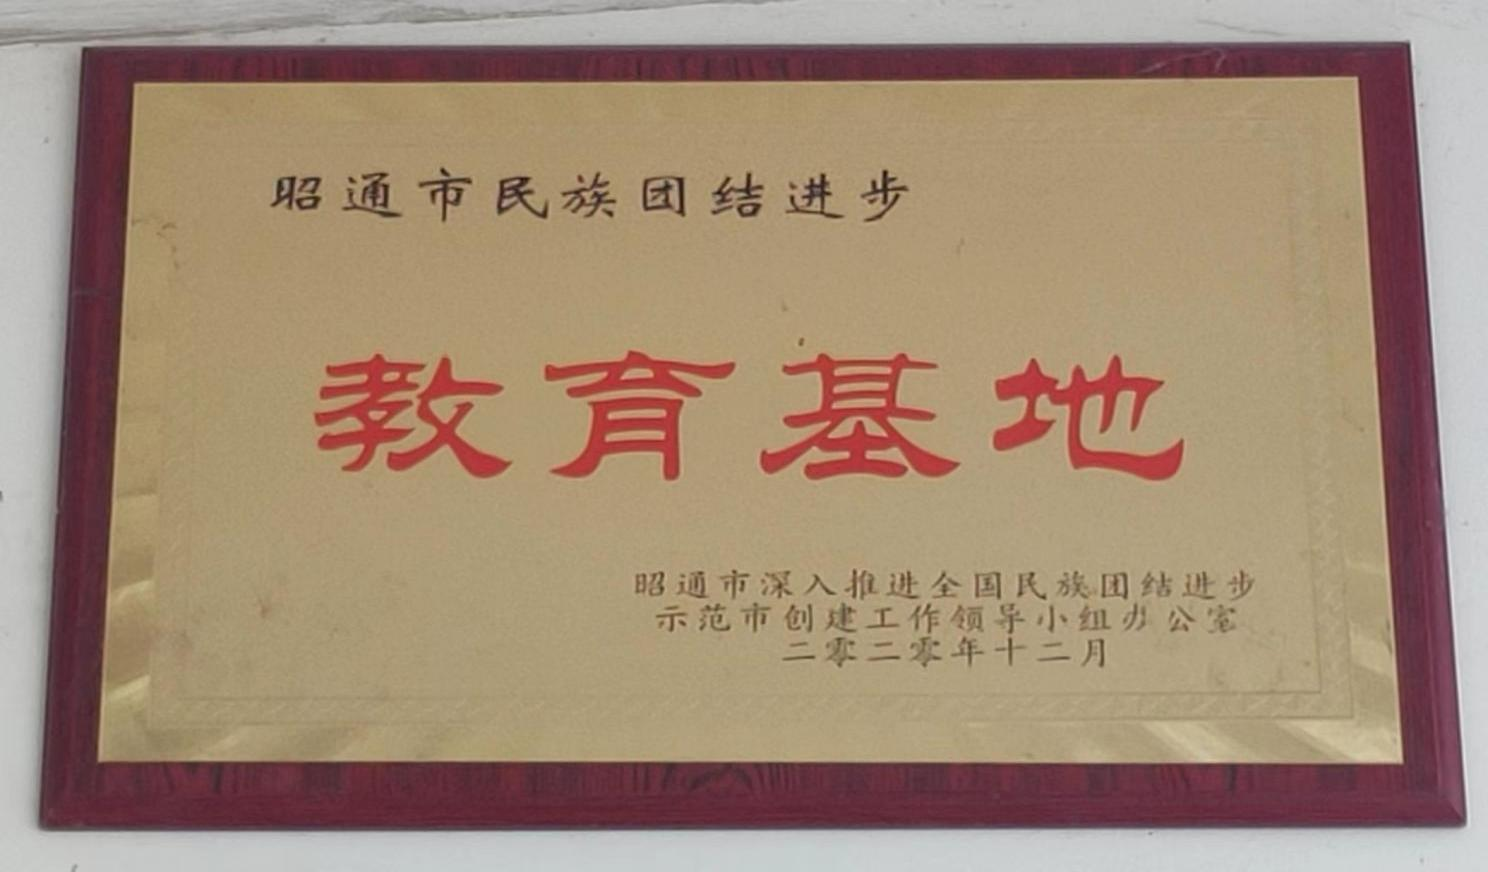 昭通市民族团结进步
教育基地
昭通市深入推进全国民族团结进步
示范市创建工作领导小组办公室
二零二零年十二月